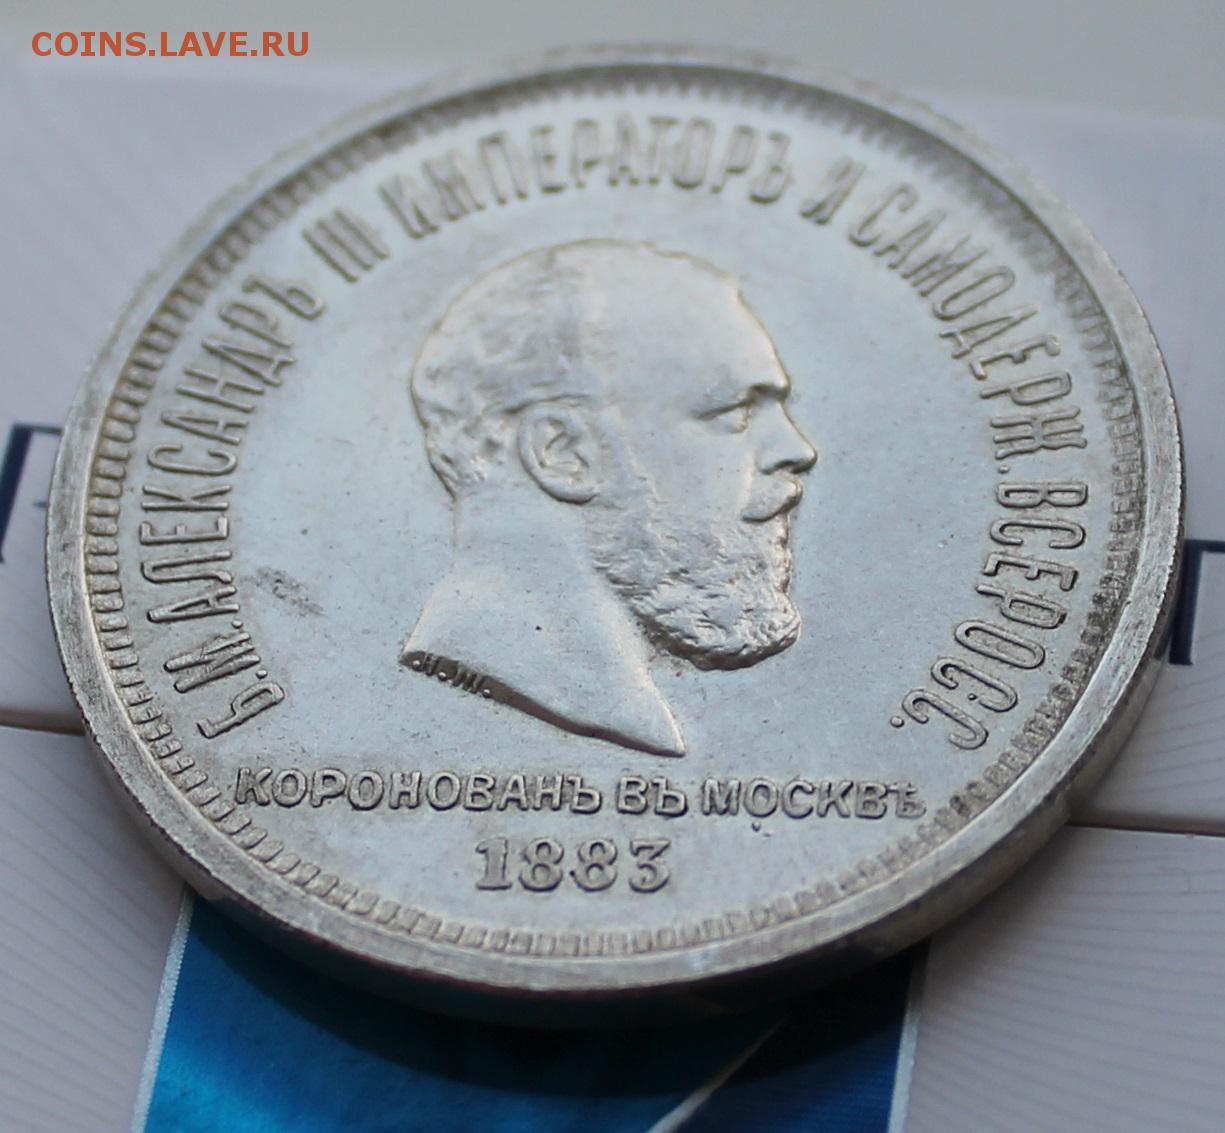 COINS.LAVE.RU
Б.М.АЛЕКСАНДРЪ III ИМПЕРАТОРЪ И САМОДЕРЖ. ВСЕРОСС.
Л.Ш.
КОРОНОВАНЪ ВЪ МОСКВѢ
1883